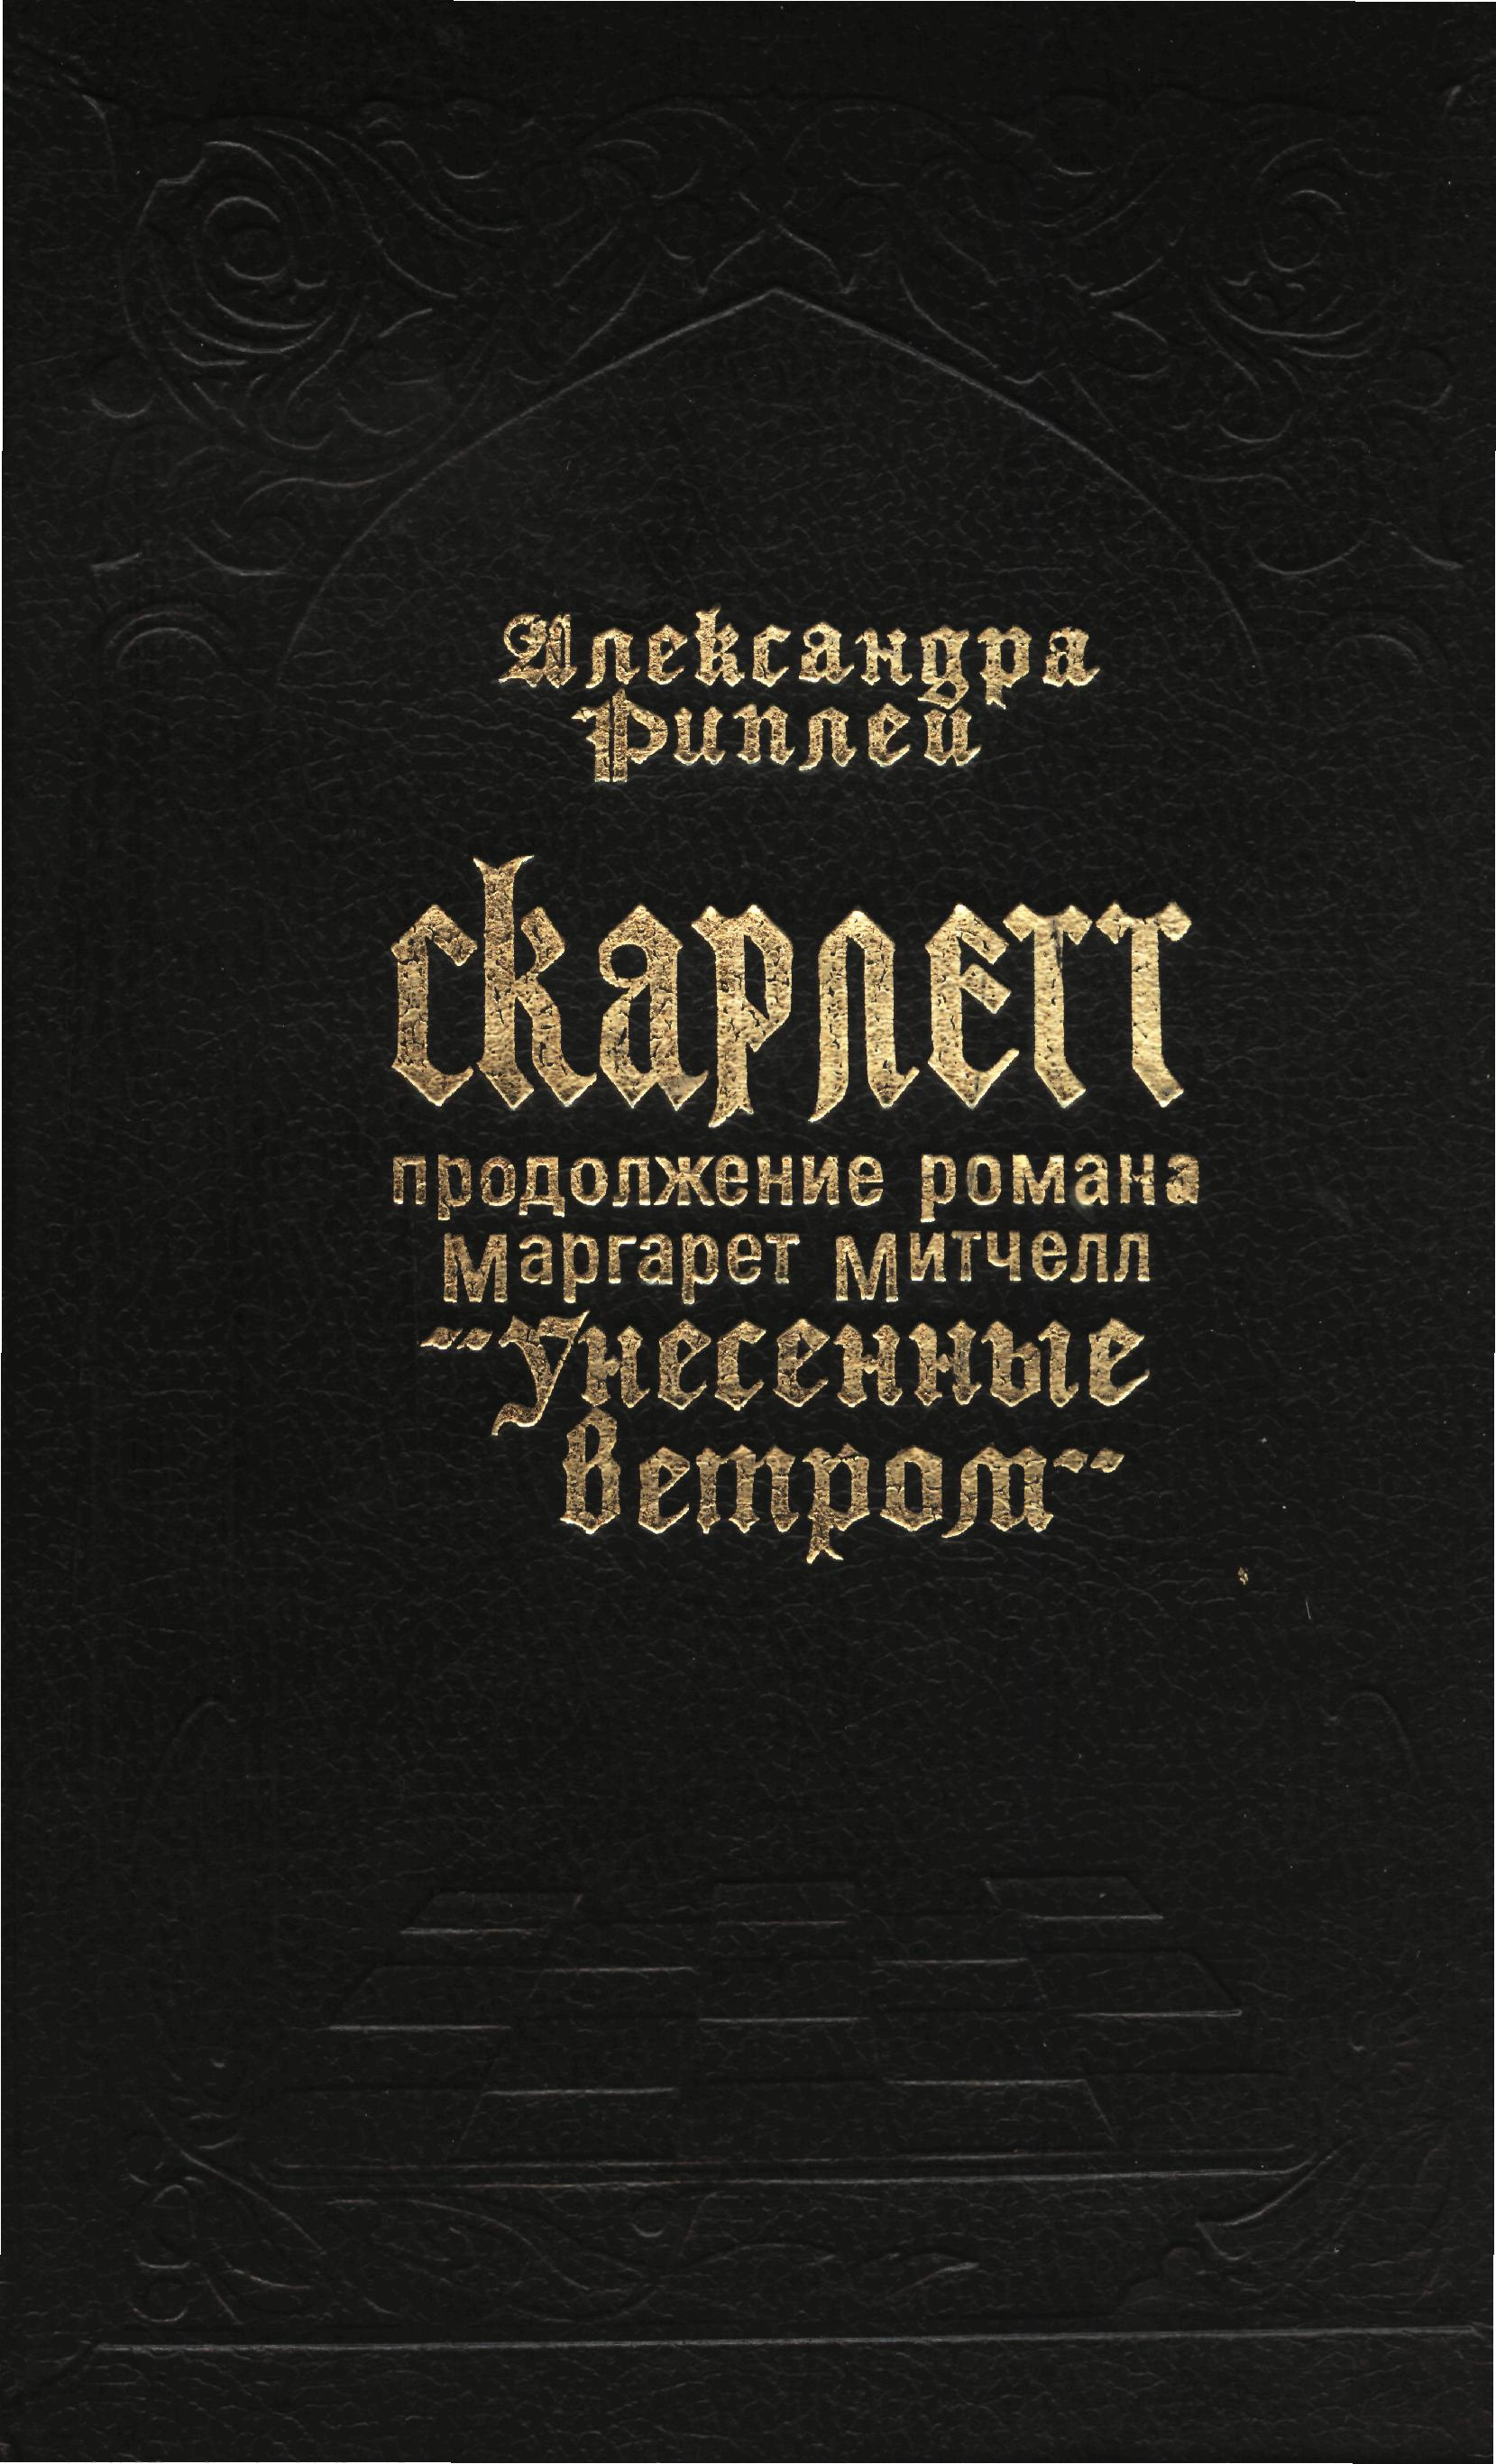 Александра
Риплей
Скарлетт
продолжение романа
Маргарет Митчелл
"Унесенные
ветром"